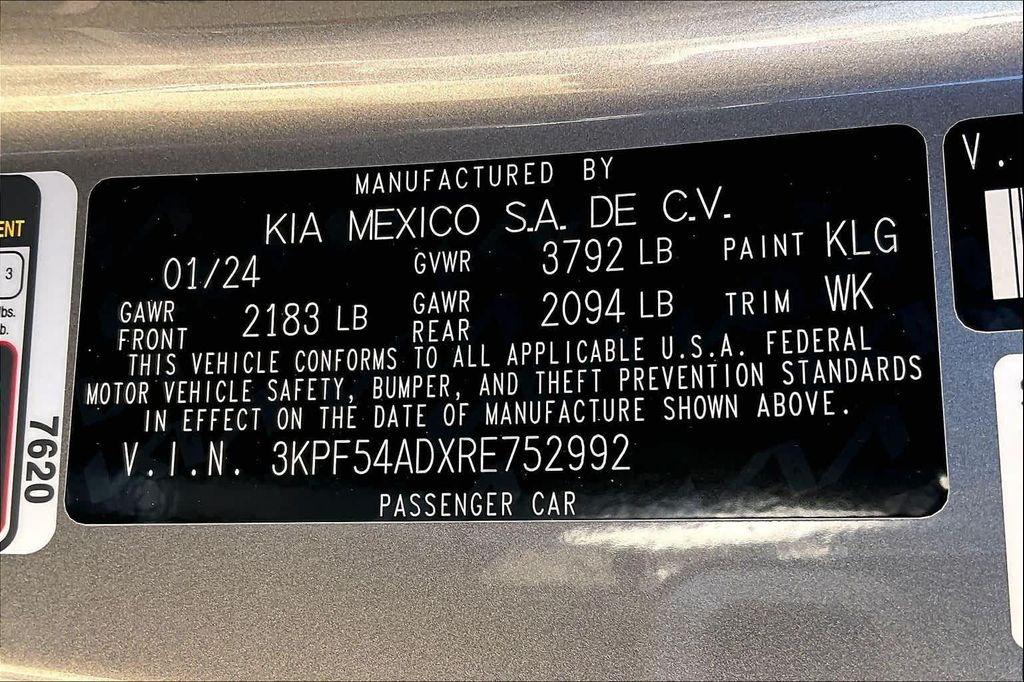 MANUFACTURED BY
KIA MEXICO S.A. DE C.V.
01/24 GVWR 3792 LB PAINT KLG
GAWR FRONT 2183 LB GAWR REAR 2094 LB TRIM WK
THIS VEHICLE CONFORMS TO ALL APPLICABLE U.S.A. FEDERAL
MOTOR VEHICLE SAFETY, BUMPER, AND THEFT PREVENTION STANDARDS
IN EFFECT ON THE DATE OF MANUFACTURE SHOWN ABOVE.
V.I.N. 3KPF54ADXRE752992
PASSENGER CAR
ENT
3
lbs.
b.
7620
V.